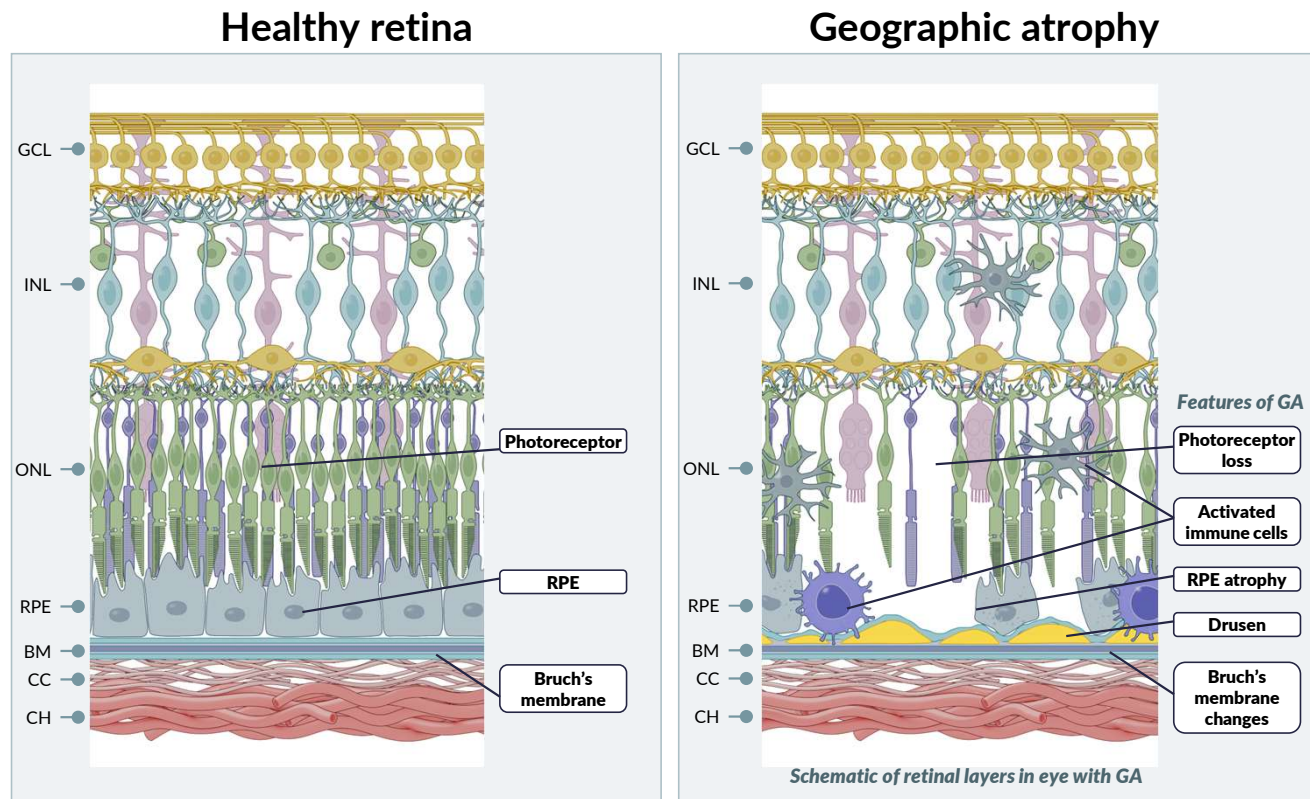 Healthy retina
GCL
INL
ONL
RPE
BM
CC
CH
Photoreceptor
RPE
Bruch's
membrane
Geographic atrophy
GCL
INL
ONL
RPE
BM
CC
CH
Features of GA
Photoreceptor
loss
Activated
immune cells
RPE atrophy
Drusen
Bruch's
membrane
changes
Schematic of retinal layers in eye with GA